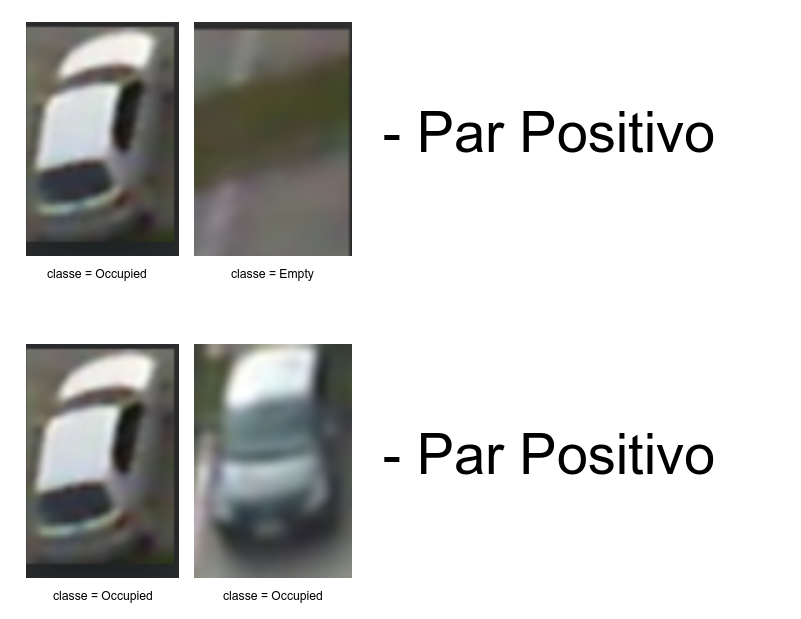 - Par Positivo
classe = Occupied
classe = Empty
- Par Positivo
classe = Occupied
classe = Occupied